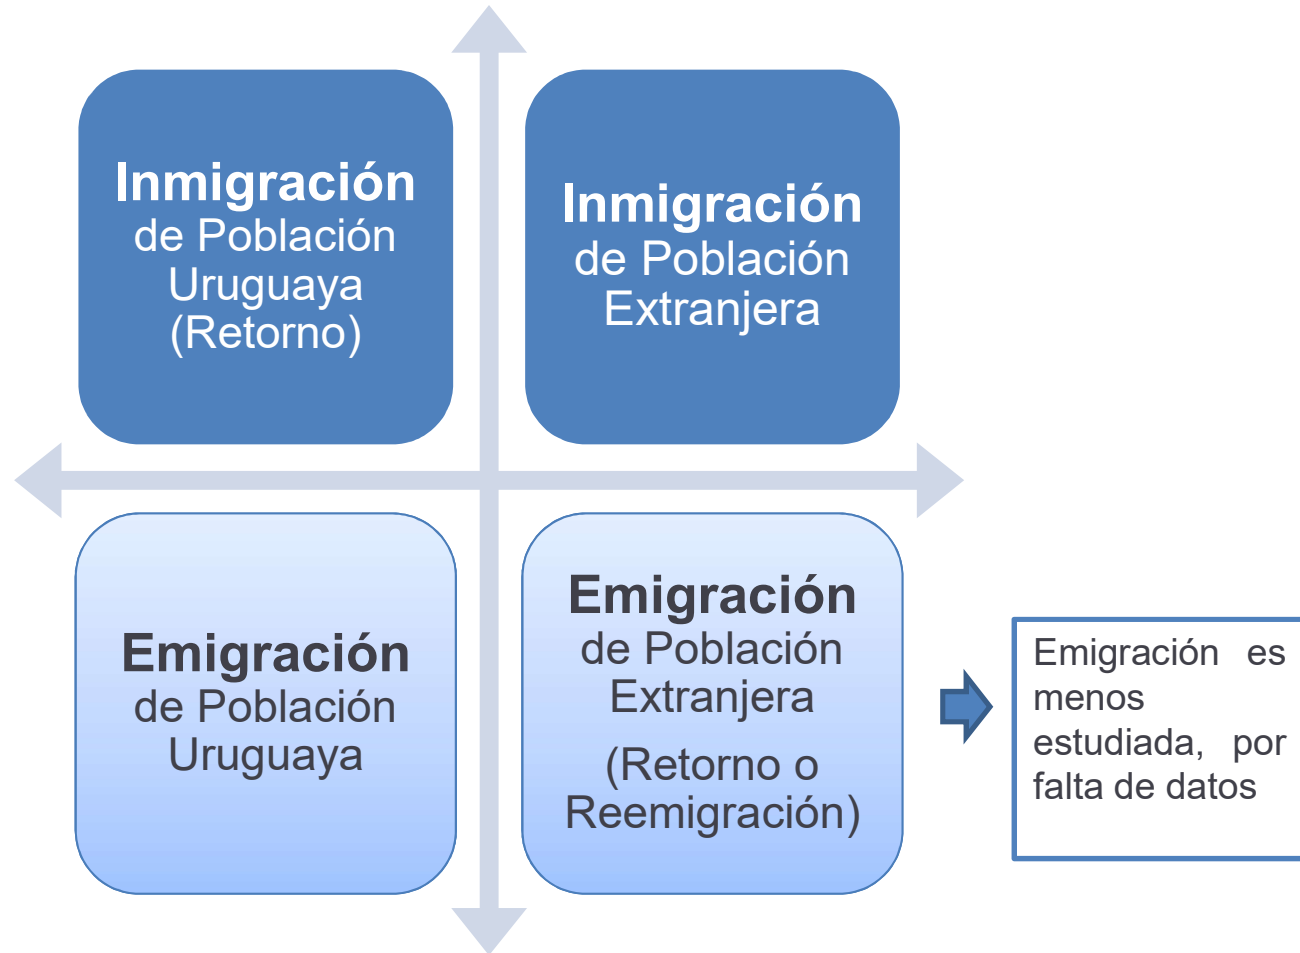 Inmigración
de Población
Uruguaya
(Retorno)
Inmigración
de Población
Extranjera
Emigración
de Población
Uruguaya
Emigración
de Población
Extranjera
(Retorno o
Reemigración)
Emigración es
menos
estudiada, por
falta de datos